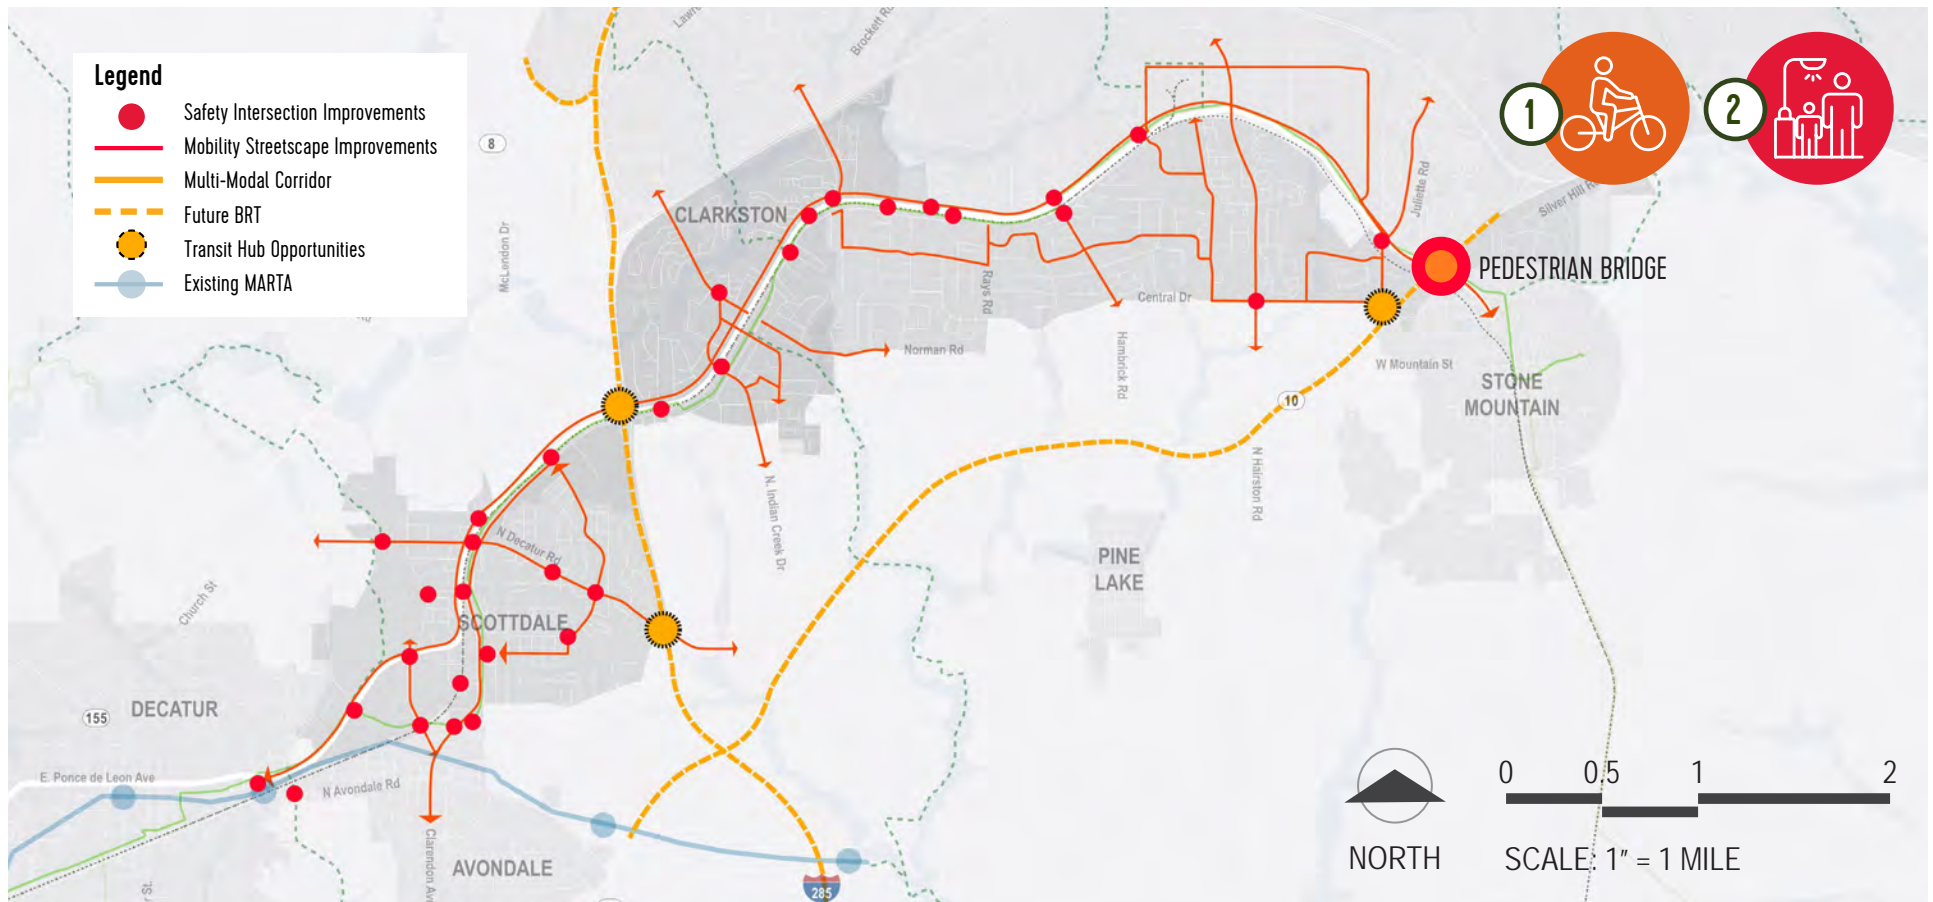 Legend
Safety Intersection Improvements
Mobility Streetscape Improvements
Multi-Modal Corridor
Future BRT
Transit Hub Opportunities
Existing MARTA
Brockett Rd
8
1
2
McLendon Dr
CLARKSTON
Juliette Rd
Silver Hill R
PEDESTRIAN BRIDGE
Rays Rd
Central Dr
Norman Rd
Hambrick Rd
W Mountain St
STONE
MOUNTAIN
10
N Hairston Rd
N. Indian Creek Dr
N Decatur Rd
PINE
LAKE
Church St
SCOTTDALE
DECATUR
155
E. Ponce de Leon Ave
N Avondale Rd
Clarendon Av
AVONDALE
St.
285
NORTH
0 0.5 1 2
SCALE: 1" = 1 MILE